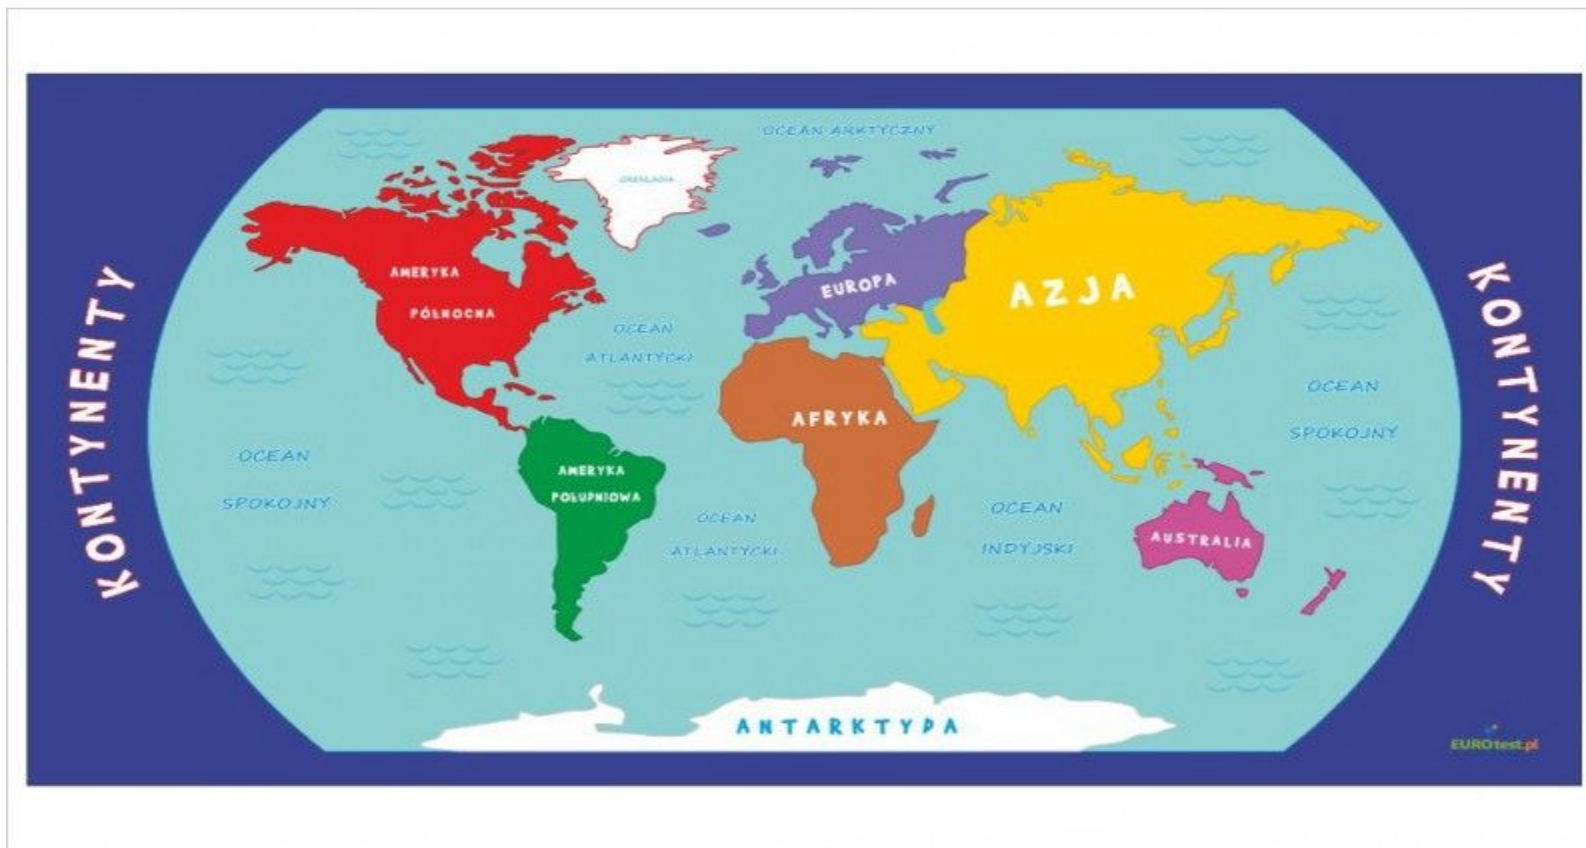 KONTYNENTY
OCEAN ARKTYCZNY
GRENLANDIA
AMERYKA
PÓŁNOCNA
OCEAN
ATLANTYCKI
EUROPA
AZJA
AFRYKA
OCEAN
SPOKOJNY
OCEAN
SPOKOJNY
AMERYKA
POŁUDNIOWA
OCEAN
ATLANTYCKI
OCEAN
INDYJSKI
AUSTRALIA
ANTARKTYDA
KONTYNENTY
EUROtest.pl